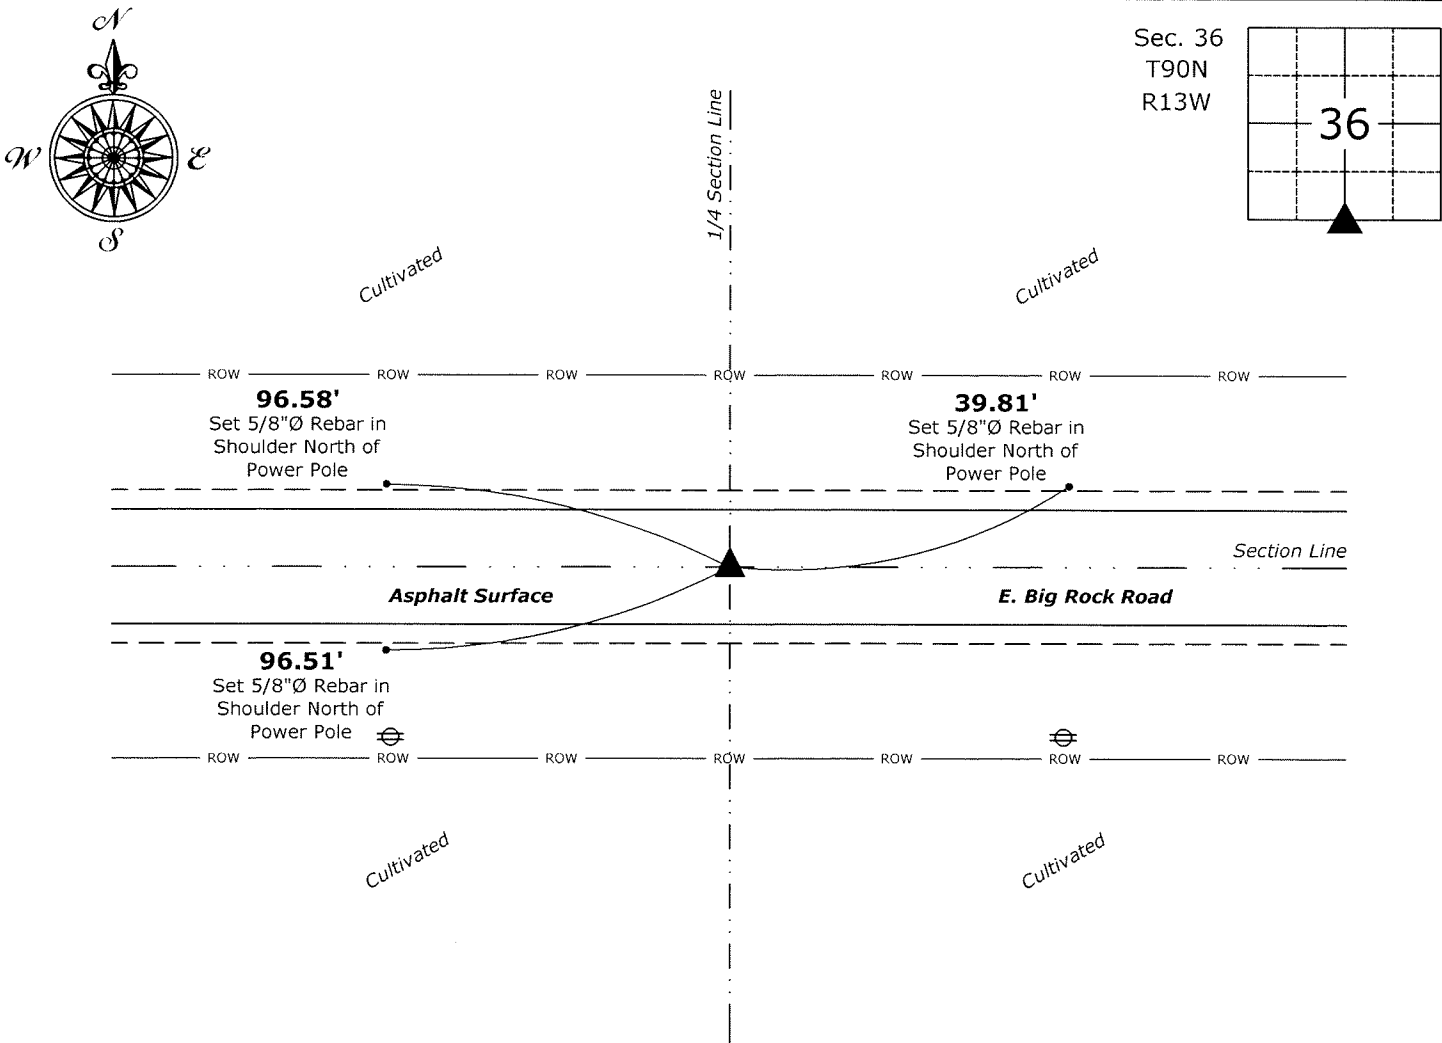 N
W
E
S
Sec. 36
T90N
R13W
36
1/4 Section Line
Cultivated
Cultivated
ROW ROW ROW ROW ROW ROW ROW
96.58'
Set 5/8"Ø Rebar in
Shoulder North of
Power Pole
39.81'
Set 5/8"Ø Rebar in
Shoulder North of
Power Pole
Section Line
Asphalt Surface
E. Big Rock Road
96.51'
Set 5/8"Ø Rebar in
Shoulder North of
Power Pole
ROW ROW ROW ROW ROW ROW ROW
Cultivated
Cultivated